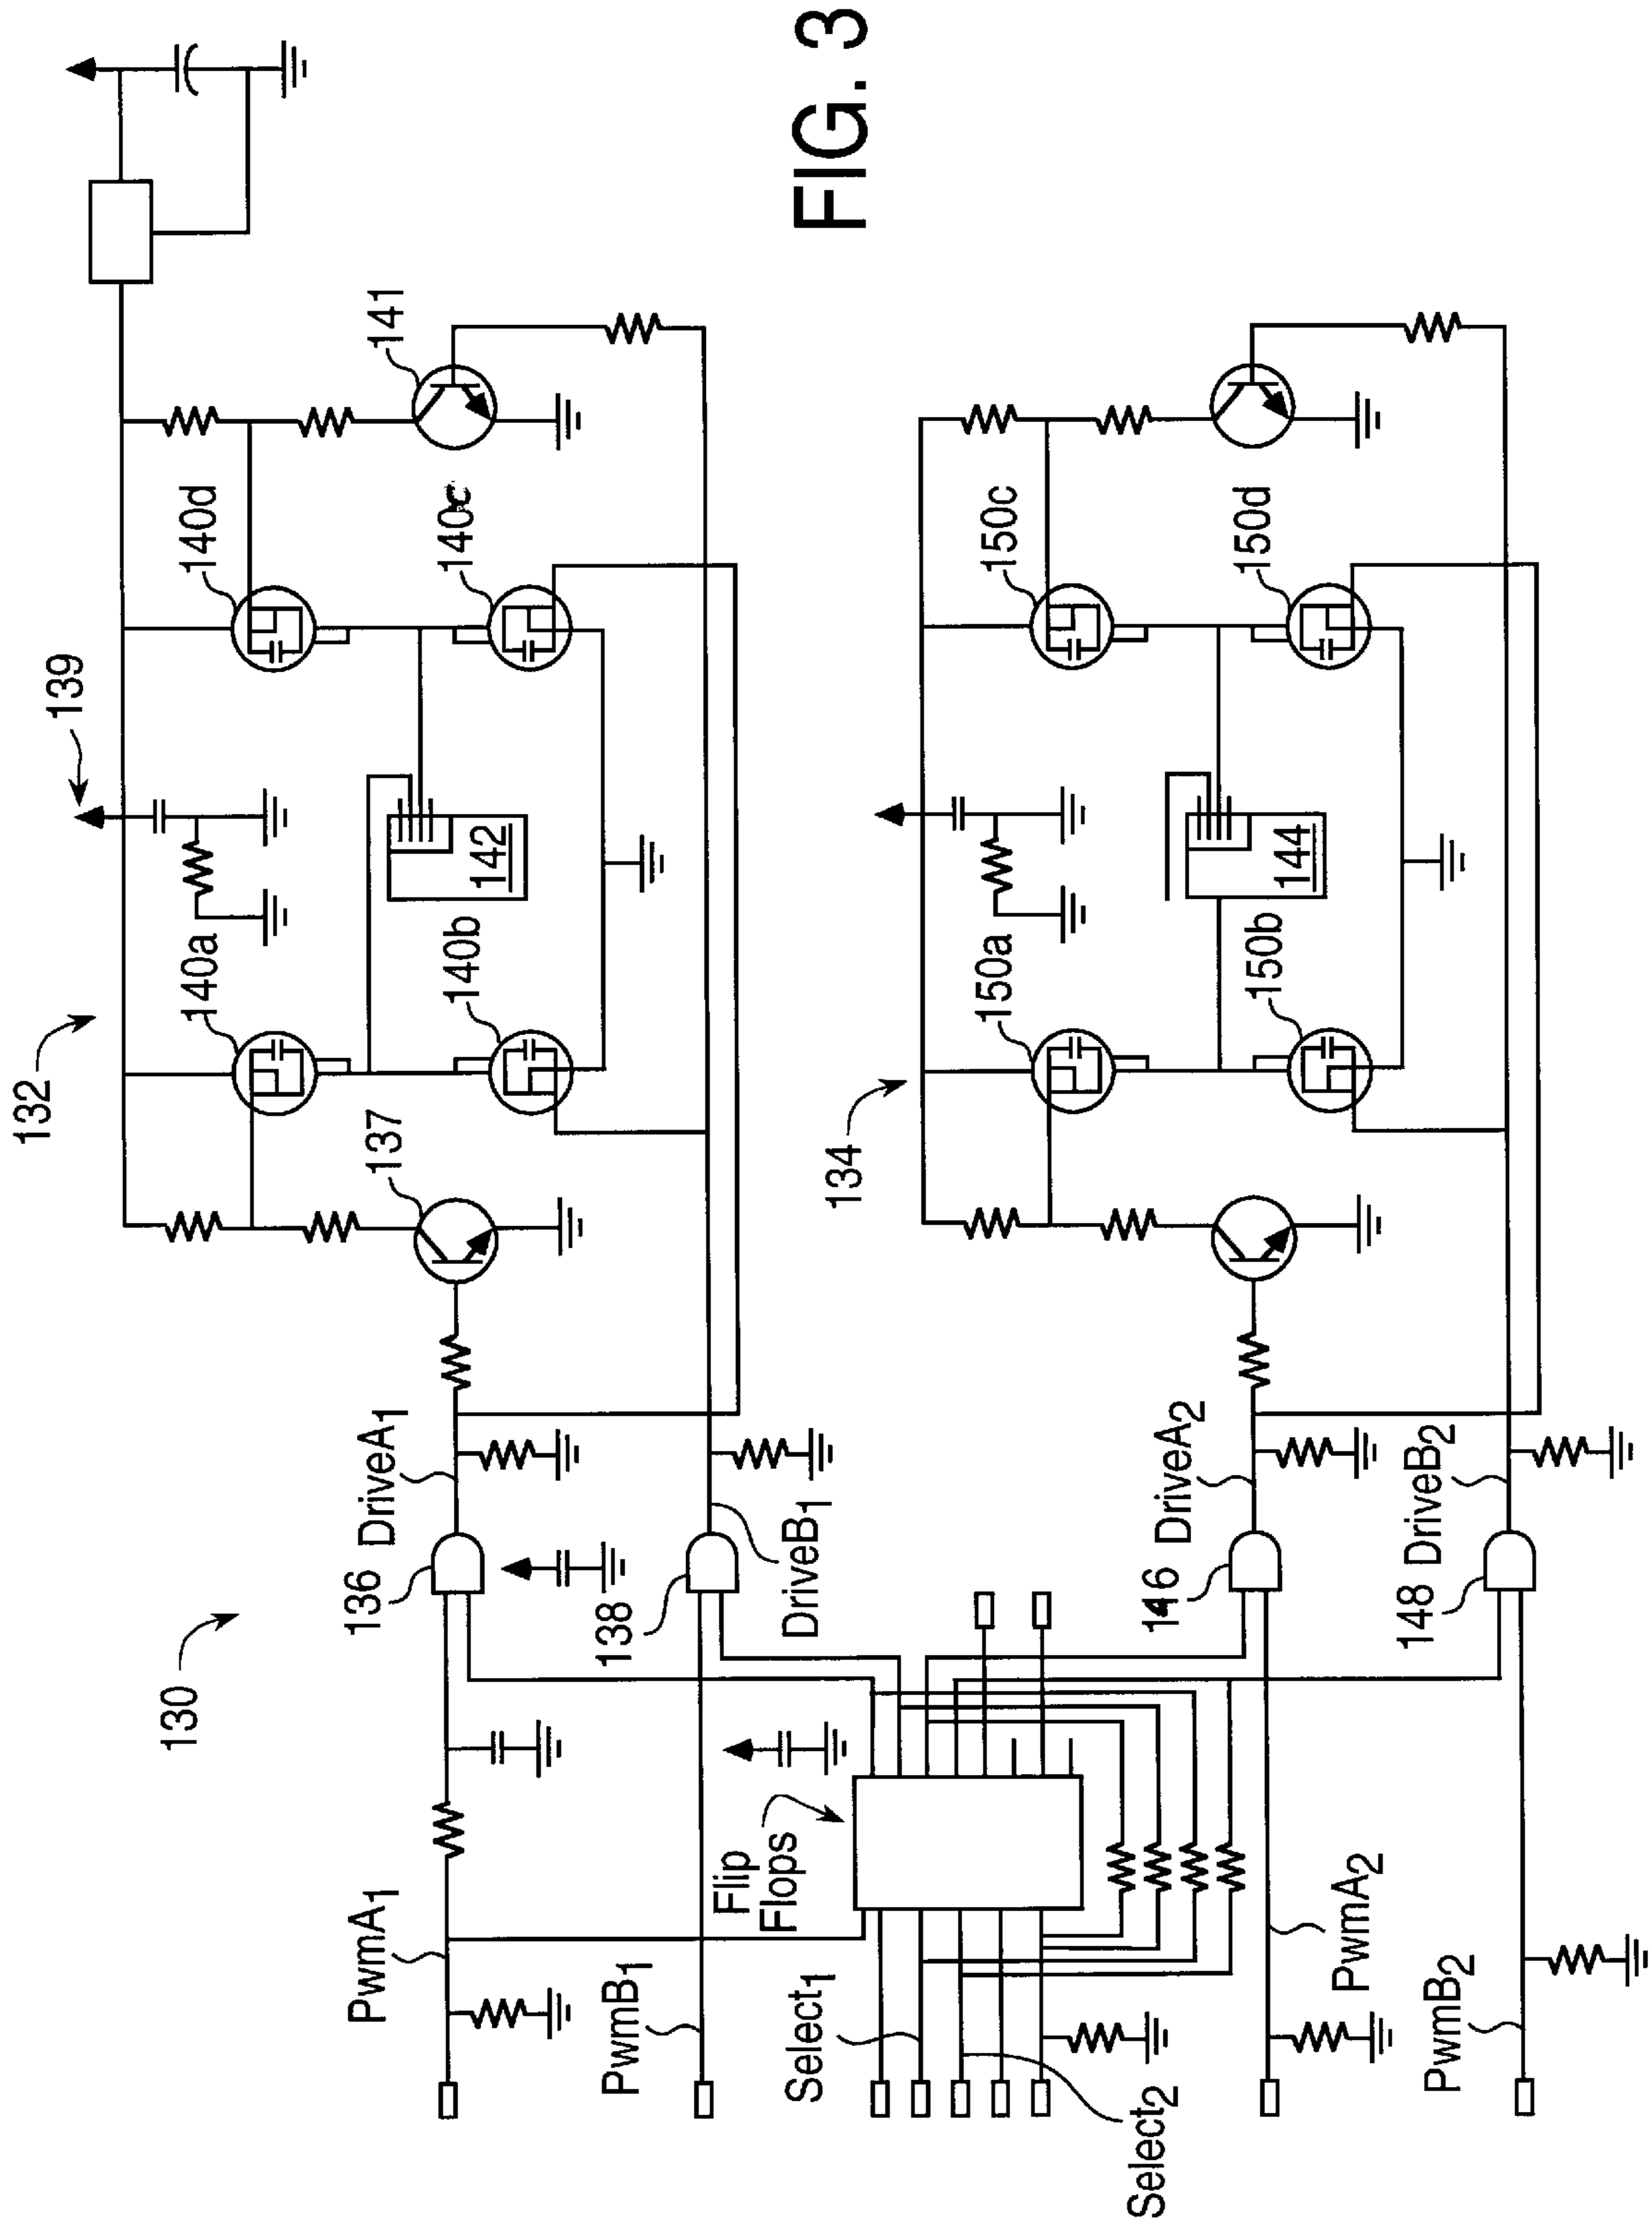 FIG. 3
130
132
139
140a
140d
137
141
140b
140c
142
136
DriveA1
138
DriveB1
PwmA1
PwmB1
Flip
Flops
Select1
Select2
134
150a
150c
150b
150d
144
146
DriveA2
148
DriveB2
PwmA2
PwmB2